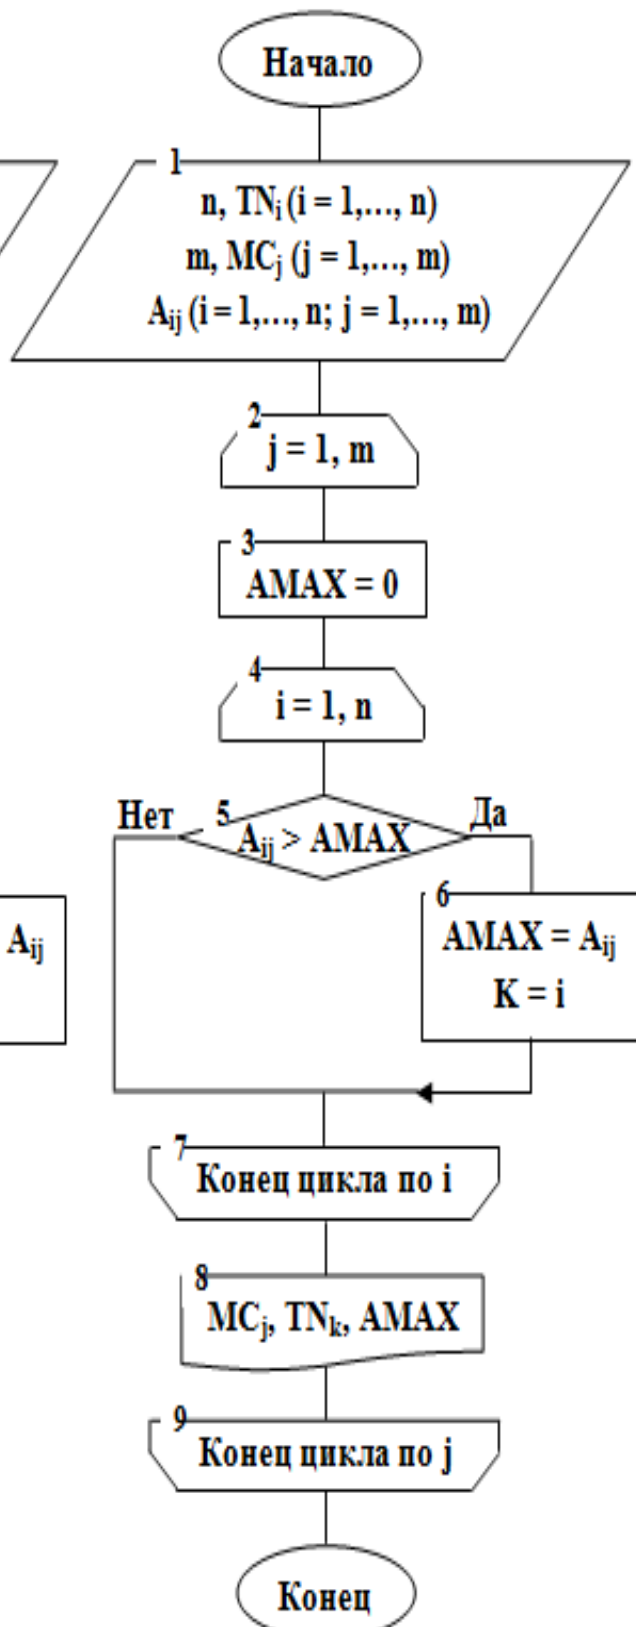 Начало
1
n, TNi (i = 1,..., n)
m, MCj (j = 1,..., m)
Aij (i = 1,..., n; j = 1,..., m)
2
j = 1, m
3
AMAX = 0
4
i = 1, n
Нет
5
Да
Aij > AMAX
6
Aij
AMAX = Aij
K = i
7
Конец цикла по i
8
MCj, TNk, AMAX
9
Конец цикла по j
Конец